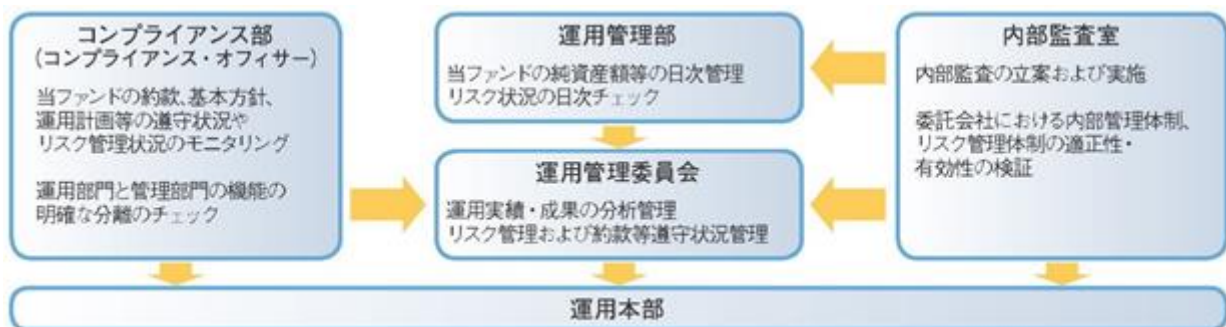 コンプライアンス部
(コンプライアンス・オフィサー)
当ファンドの約款、基本方針、
運用計画等の遵守状況や
リスク管理状況のモニタリング
運用部門と管理部門の機能の
明確な分離のチェック
運用管理部
当ファンドの純資産額等の日次管理
リスク状況の日次チェック
運用管理委員会
運用実績・成果の分析管理
リスク管理および約款等遵守状況管理
内部監査室
内部監査の立案および実施
委託会社における内部管理体制、
リスク管理体制の適正性・
有効性の検証
運用本部